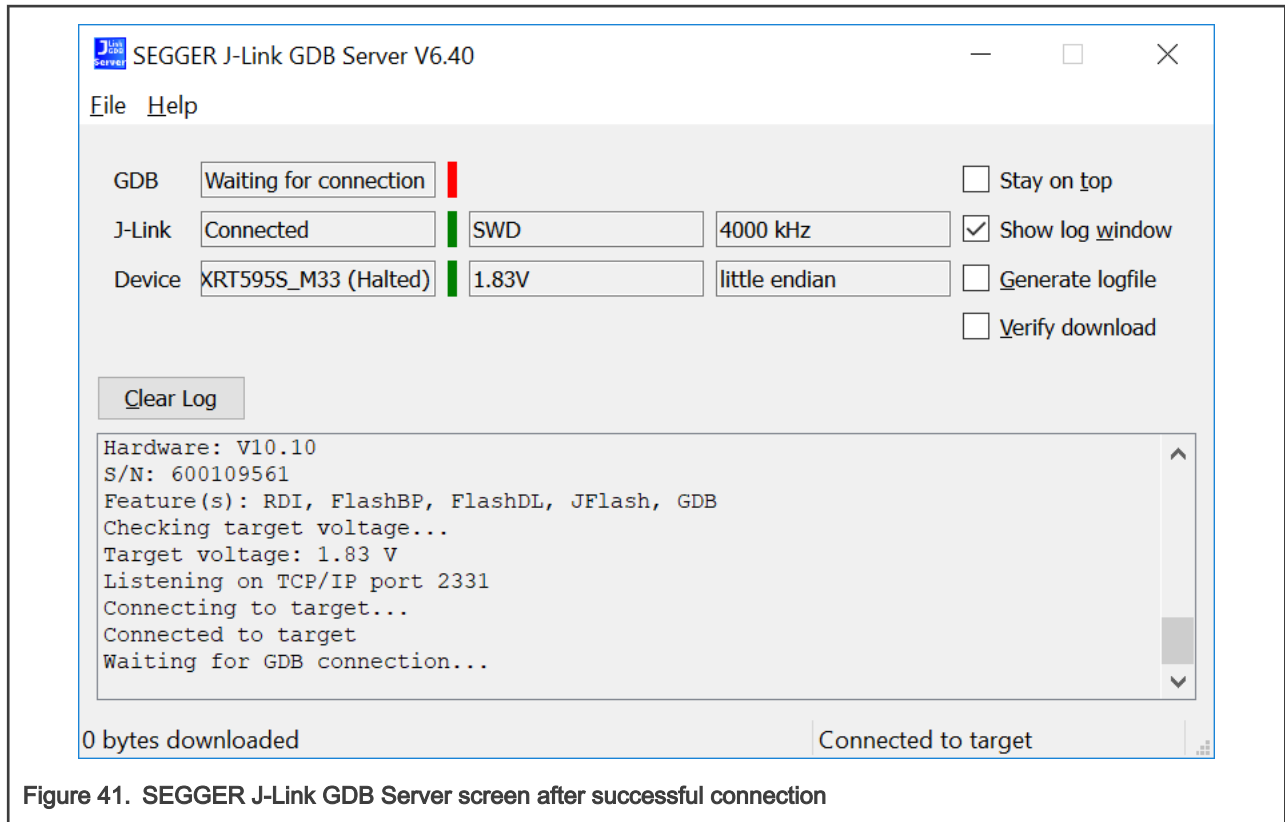 J Link GDB Server SEGGER J-Link GDB Server V6.40
File Help
GDB Waiting for connection Stay on top
J-Link Connected SWD 4000 kHz Show log window
Device XRT595S_M33 (Halted) 1.83V little endian Generate logfile
Verify download
Clear Log
Hardware: V10.10
S/N: 600109561
Feature(s): RDI, FlashBP, FlashDL, JFlash, GDB
Checking target voltage...
Target voltage: 1.83 V
Listening on TCP/IP port 2331
Connecting to target...
Connected to target
Waiting for GDB connection...
0 bytes downloaded Connected to target
Figure 41. SEGGER J-Link GDB Server screen after successful connection